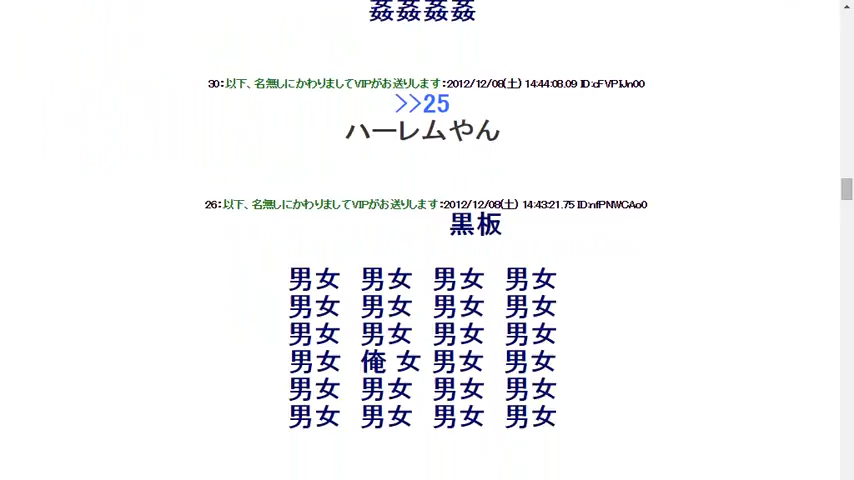 姦姦姦姦
30：以下、名無しにかわりましてVIPがお送りします：2012/12/08(土) 14:44:08.09 ID:cFVPIJn00
>>25
ハーレムやん
26：以下、名無しにかわりましてVIPがお送りします：2012/12/08(土) 14:43:21.75 ID:nfPNWCAo0
黒板
男女 男女 男女 男女
男女 男女 男女 男女
男女 男女 男女 男女
男女 俺 女 男女 男女
男女 男女 男女 男女
男女 男女 男女 男女